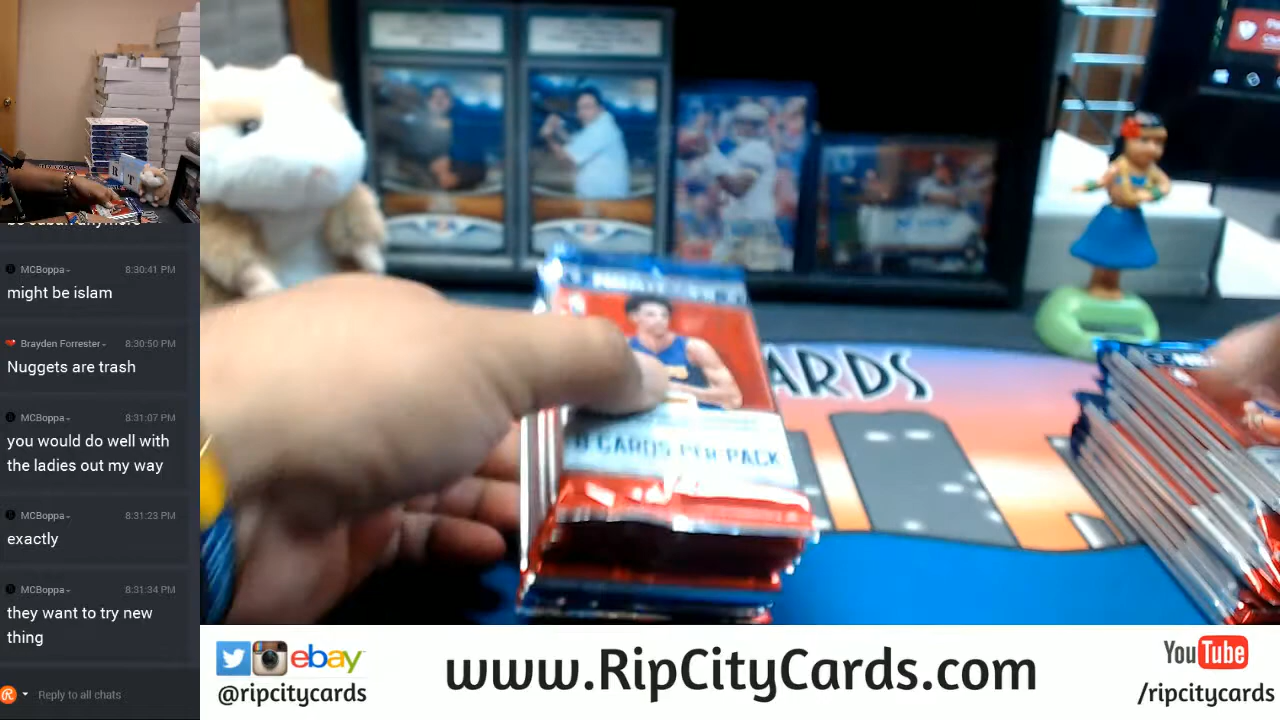 MCBoppa
8:30:41 PM
might be islam
Brayden Forrester
8:30:50 PM
Nuggets are trash
MCBoppa
8:31:07 PM
you would do well with
the ladies out my way
MCBoppa
8:31:23 PM
exactly
MCBoppa
8:31:34 PM
they want to try new
thing
Reply to all chats
ARDS
8 CARDS PER PACK
ebay
@ripcitycards
www.RipCityCards.com
YouTube
/ripcitycards